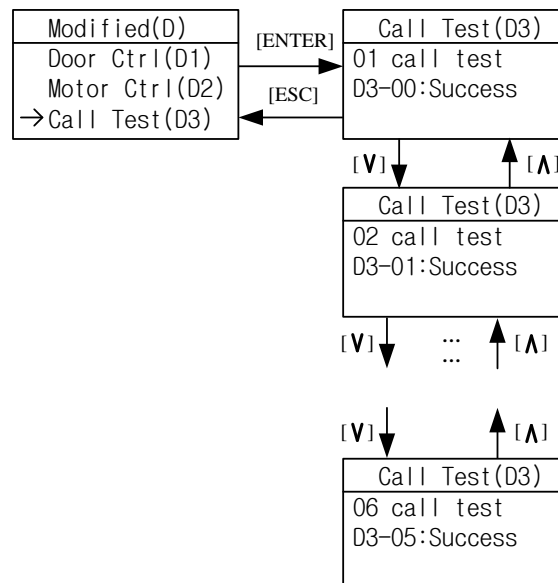 Modified(D)
Door Ctrl(D1)
Motor Ctrl(D2)
→Call Test(D3)
[ENTER]
[ESC]
Call Test(D3)
01 call test
D3-00:Success
[∨]
[∧]
Call Test(D3)
02 call test
D3-01:Success
[∨]
...
...
[∧]
[∨]
[∧]
Call Test(D3)
06 call test
D3-05:Success